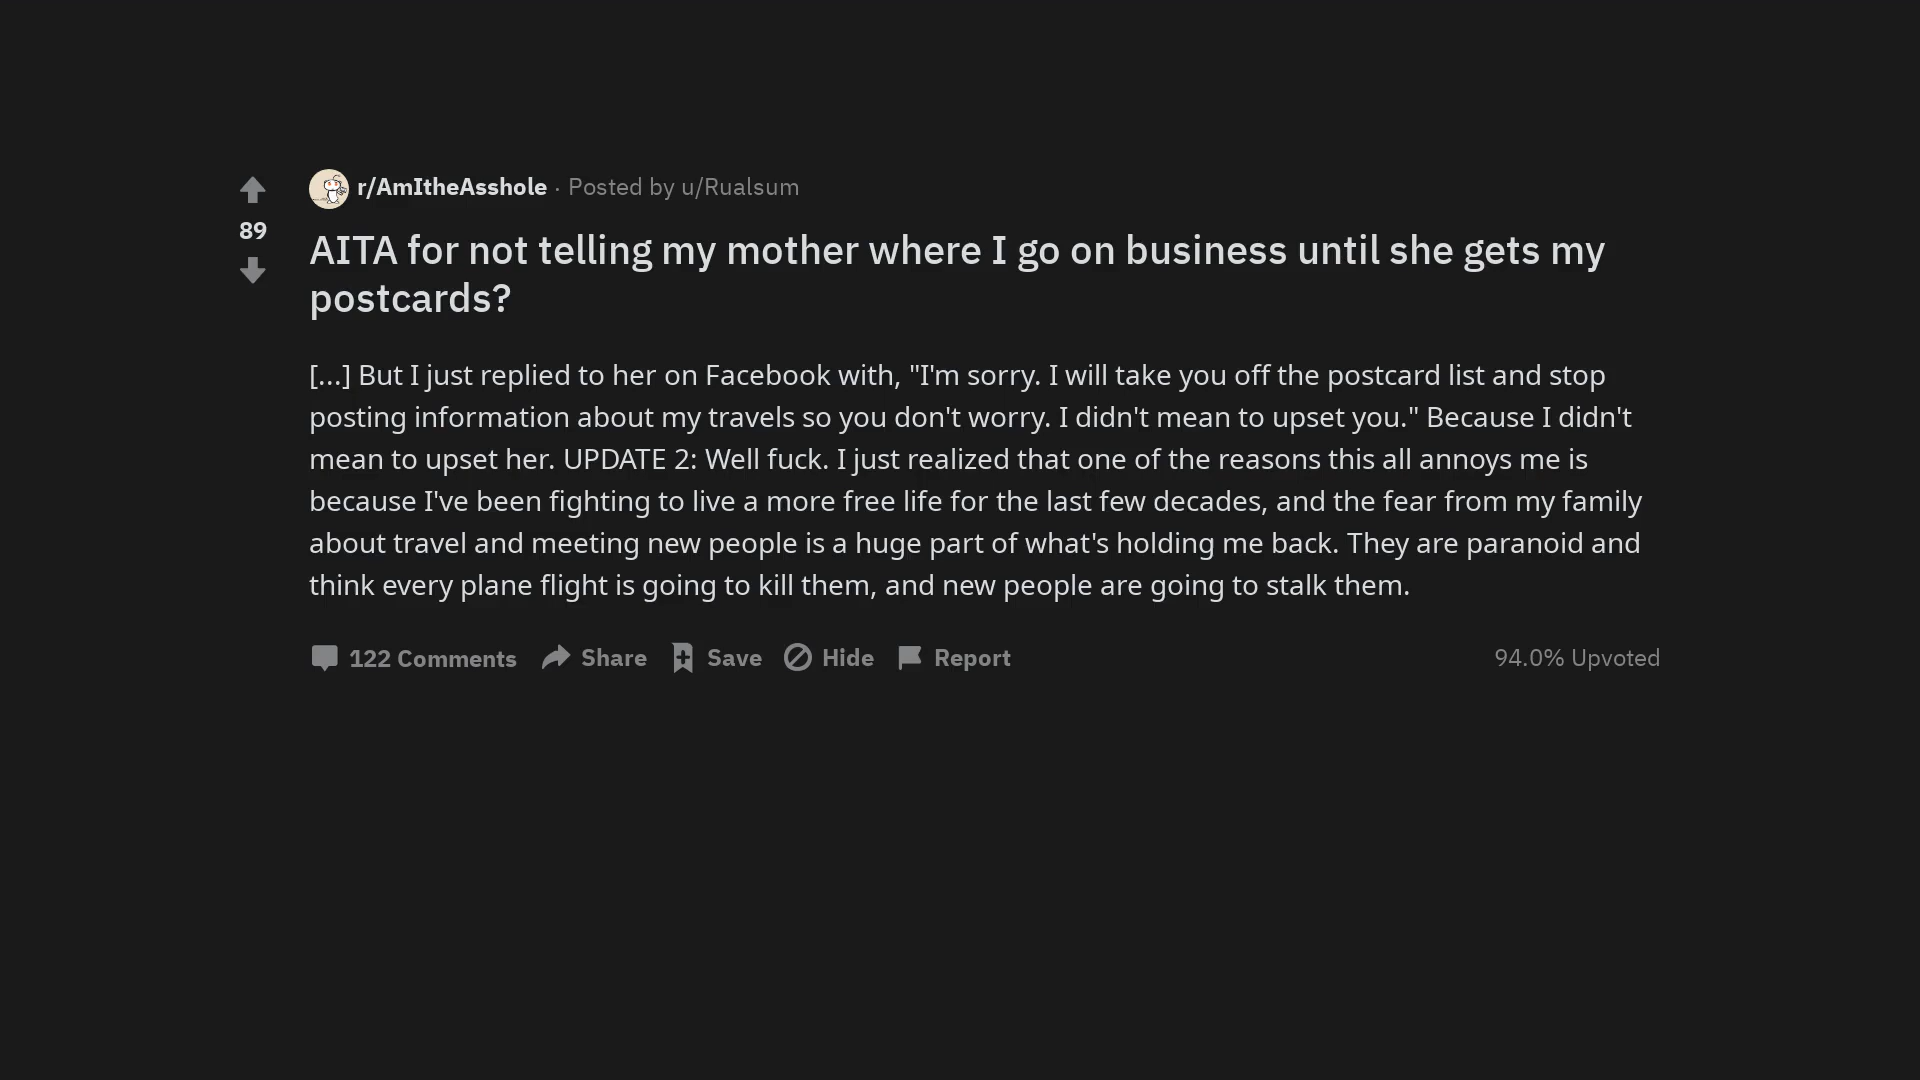 r/AmItheAsshole · Posted by u/Rualsum
89
AITA for not telling my mother where I go on business until she gets my
postcards?
[...] But I just replied to her on Facebook with, "I'm sorry. I will take you off the postcard list and stop
posting information about my travels so you don't worry. I didn't mean to upset you." Because I didn't
mean to upset her. UPDATE 2: Well fuck. I just realized that one of the reasons this all annoys me is
because I've been fighting to live a more free life for the last few decades, and the fear from my family
about travel and meeting new people is a huge part of what's holding me back. They are paranoid and
think every plane flight is going to kill them, and new people are going to stalk them.
122 Comments Share Save Hide Report 94.0% Upvoted